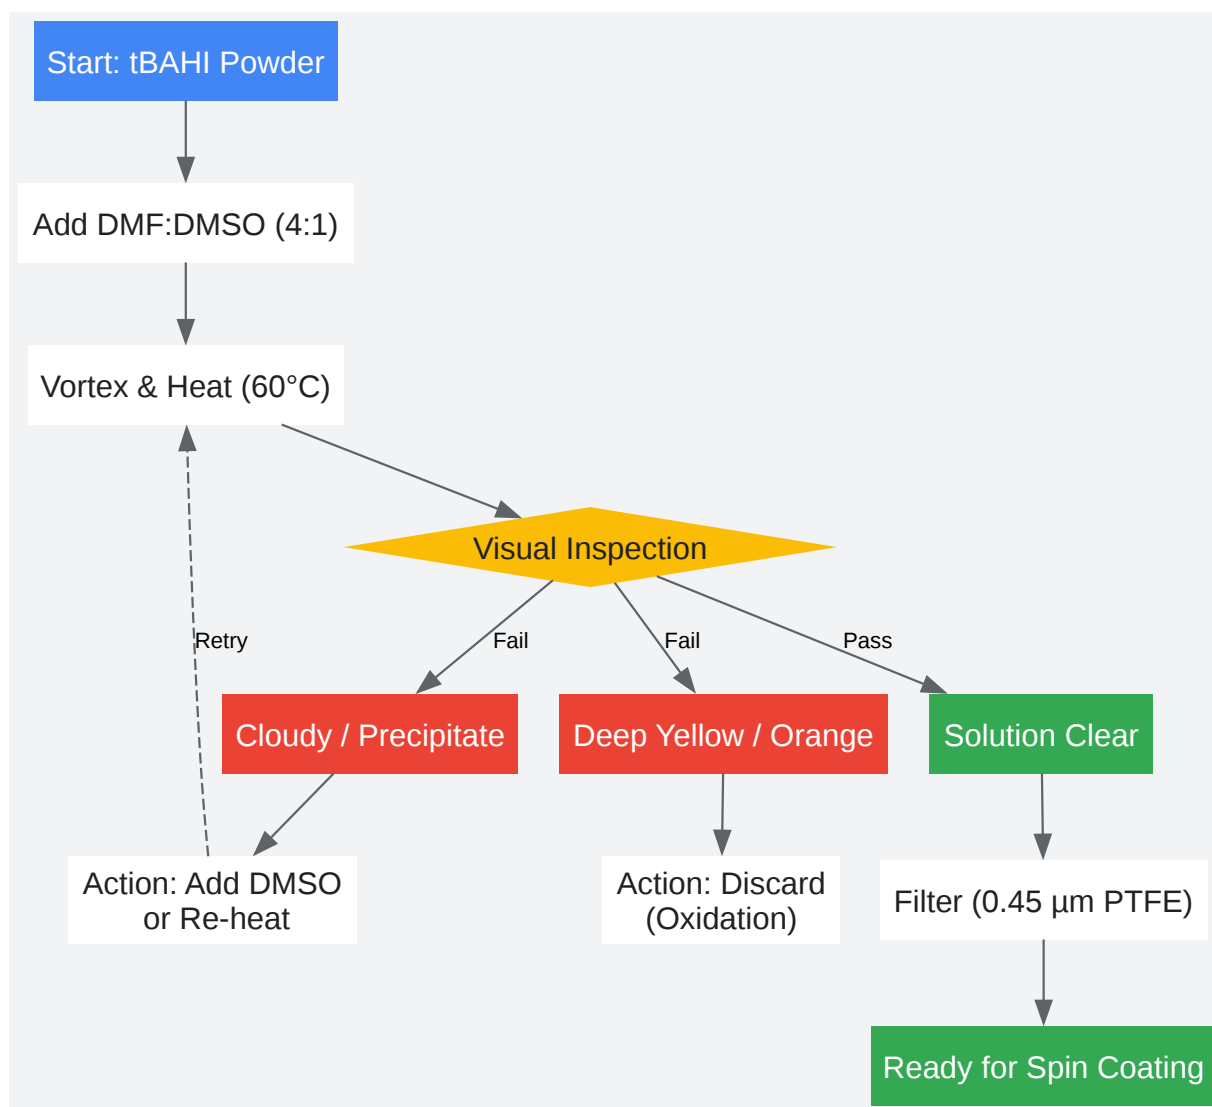 Start: tBAHI Powder
Add DMF:DMSO (4:1)
Vortex & Heat (60°C)
Visual Inspection
Retry
Fail
Fail
Pass
Cloudy / Precipitate
Deep Yellow / Orange
Solution Clear
Action: Add DMSO
or Re-heat
Action: Discard
(Oxidation)
Filter (0.45 µm PTFE)
Ready for Spin Coating